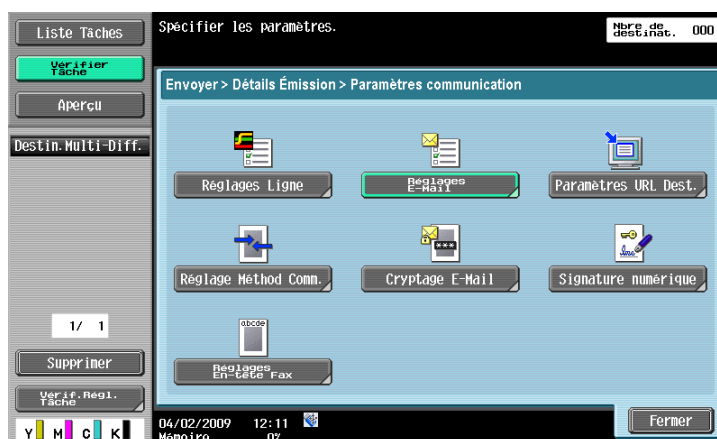 Liste Tâches
Spécifier les paramètres.
Nbre de destinat. 000
Vérifier Tâche
Aperçu
Envoyer > Détails Émission > Paramètres communication
Destin.Multi-Diff.
Réglages Ligne
Réglages E-Mail
Paramètres URL Dest.
Réglage Méthod Comm.
Cryptage E-Mail
Signature numérique
abcde
Réglages En-tête Fax
1/ 1
Supprimer
Vérif.Régl. Tâche
Y M C K
04/02/2009 12:11
Mémoire 0%
Fermer